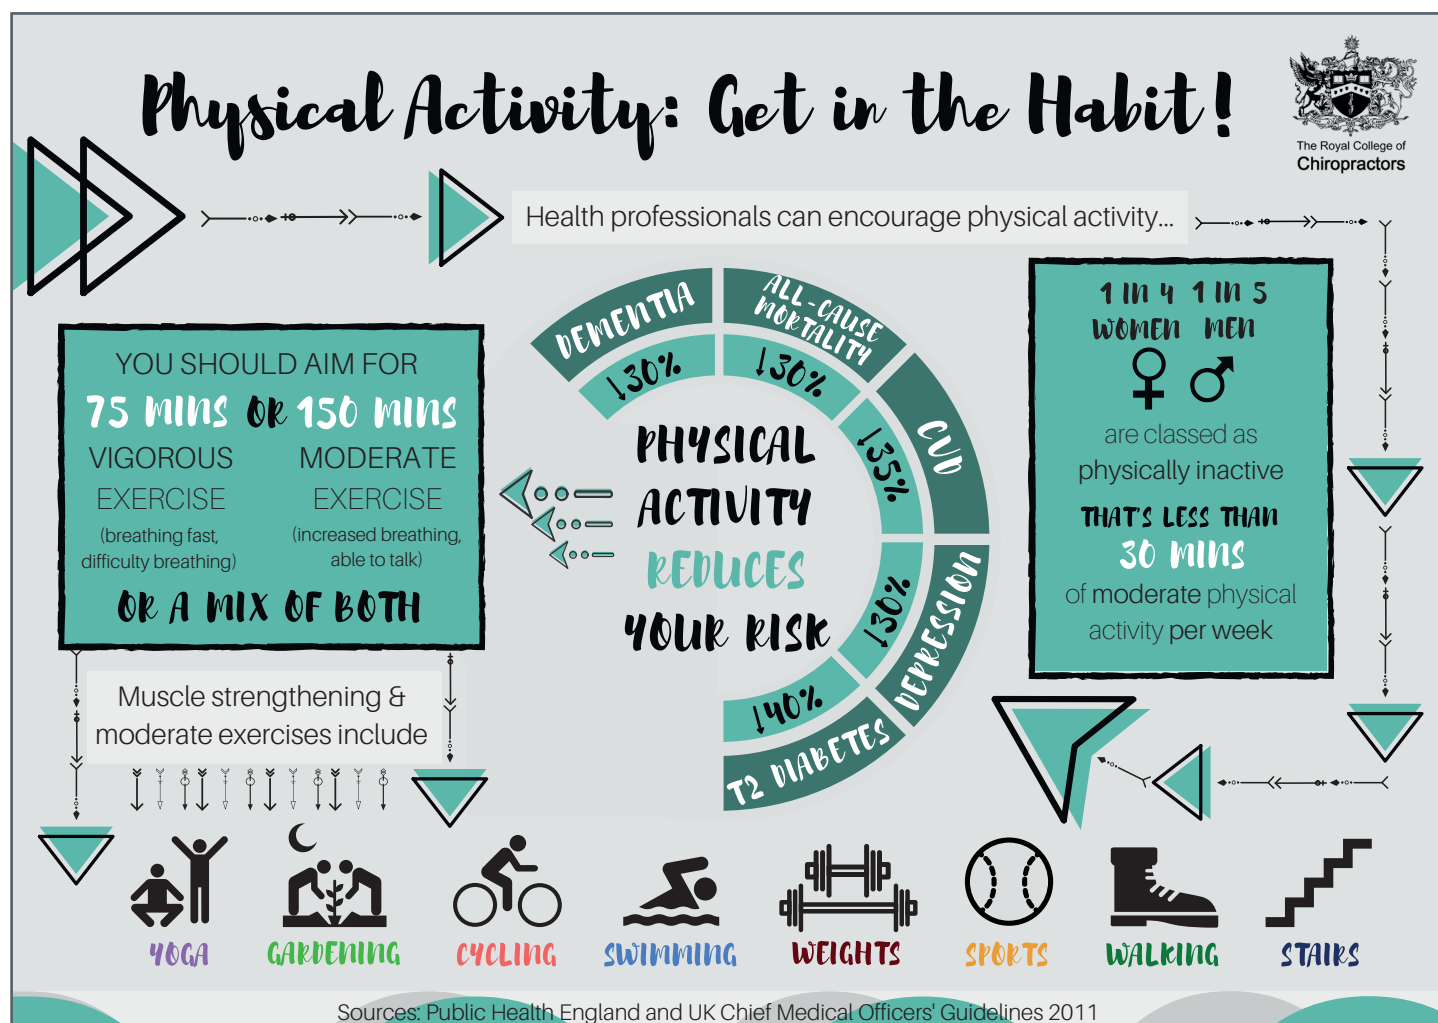 Physical Activity: Get in the Habit!
The Royal College of
Chiropractors
Health professionals can encourage physical activity...
YOU SHOULD AIM FOR
75 MINS OR 150 MINS
VIGOROUS MODERATE
EXERCISE EXERCISE
(breathing fast, (increased breathing,
difficulty breathing) able to talk)
OR A MIX OF BOTH
DEMENTIA
↓30%
ALL-CAUSE
MORTALITY
↓30%
CVD
↓35%
DEPRESSION
↓30%
T2 DIABETES
↓40%
PHYSICAL
ACTIVITY
REDUCES
YOUR RISK
1 IN 4 1 IN 5
WOMEN MEN
are classed as
physically inactive
THAT'S LESS THAN
30 MINS
of moderate physical
activity per week
Muscle strengthening &
moderate exercises include
YOGA GARDENING CYCLING SWIMMING WEIGHTS SPORTS WALKING STAIRS
Sources: Public Health England and UK Chief Medical Officers' Guidelines 2011